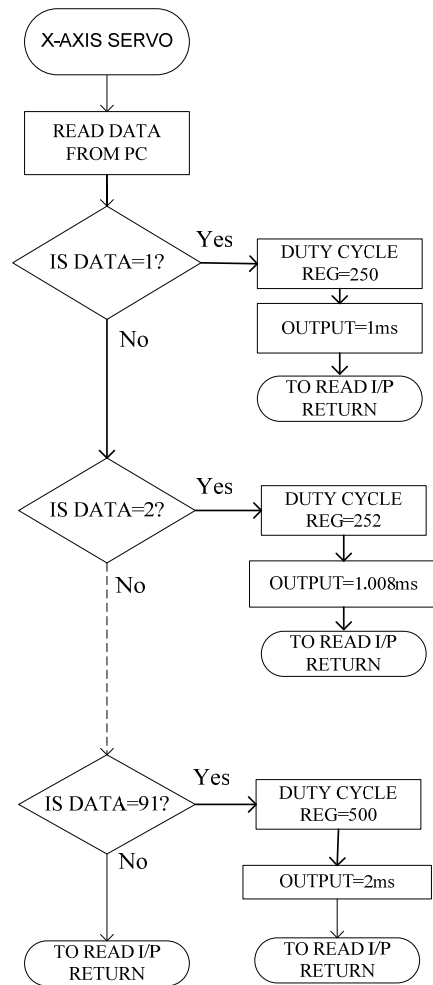 X-AXIS SERVO
READ DATA
FROM PC
IS DATA=1?
Yes
DUTY CYCLE
REG=250
OUTPUT=1ms
TO READ I/P
RETURN
No
IS DATA=2?
Yes
DUTY CYCLE
REG=252
OUTPUT=1.008ms
TO READ I/P
RETURN
No
IS DATA=91?
Yes
DUTY CYCLE
REG=500
OUTPUT=2ms
TO READ I/P
RETURN
No
TO READ I/P
RETURN